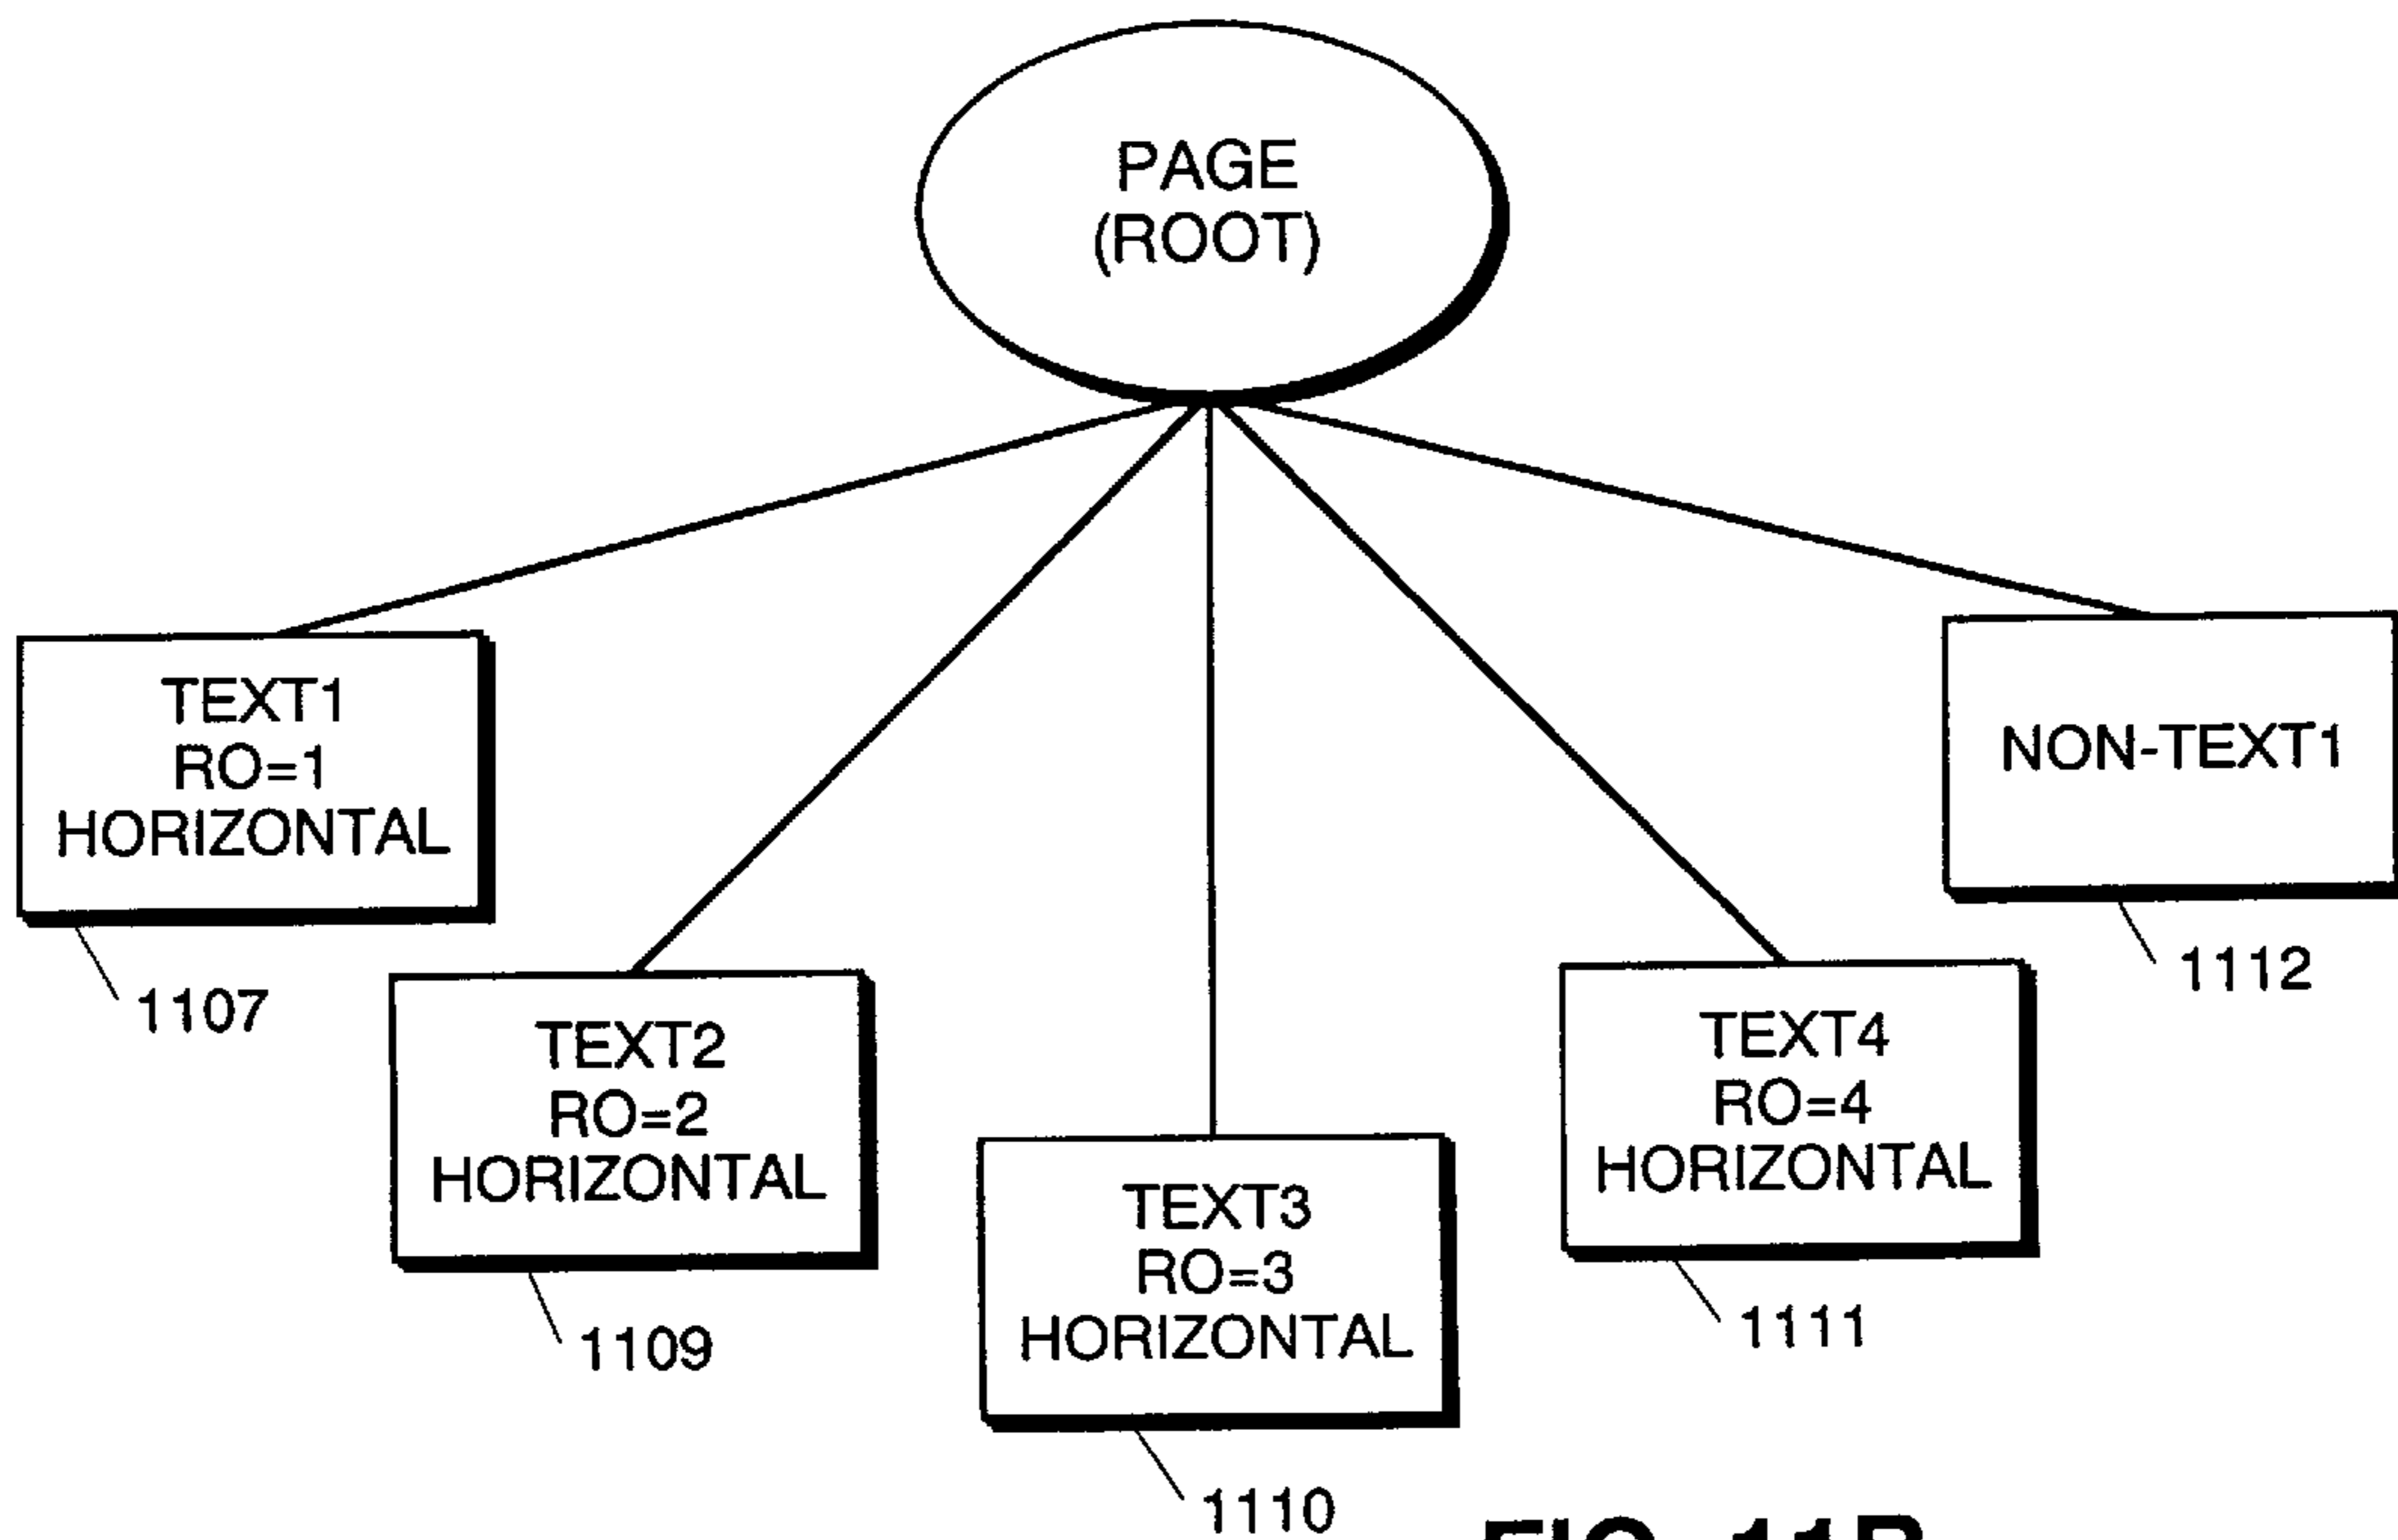 PAGE
(ROOT)
TEXT1
RO=1
HORIZONTAL
1107
TEXT2
RO=2
HORIZONTAL
1109
TEXT3
RO=3
HORIZONTAL
1110
TEXT4
RO=4
HORIZONTAL
1111
NON-TEXT1
1112